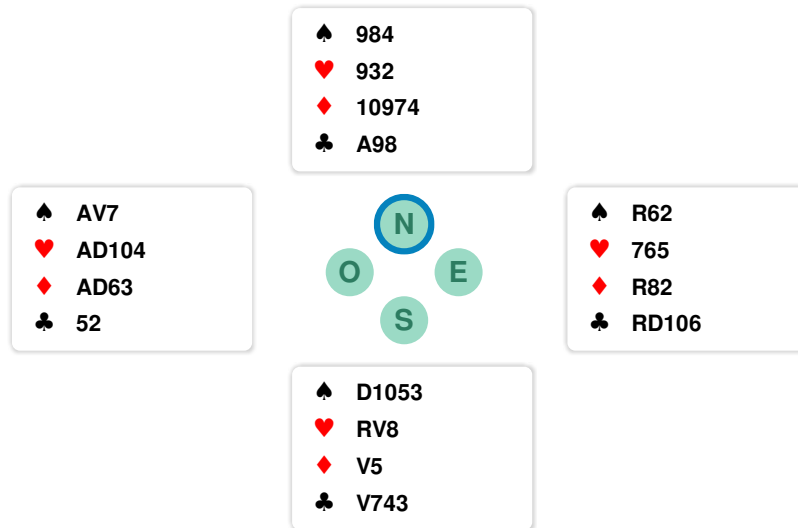 ♠ 984
♥ 932
♦ 10974
♣ A98
♠ AV7
♥ AD104
♦ AD63
♣ 52
N
O E
S
♠ R62
♥ 765
♦ R82
♣ RD106
♠ D1053
♥ RV8
♦ V5
♣ V743